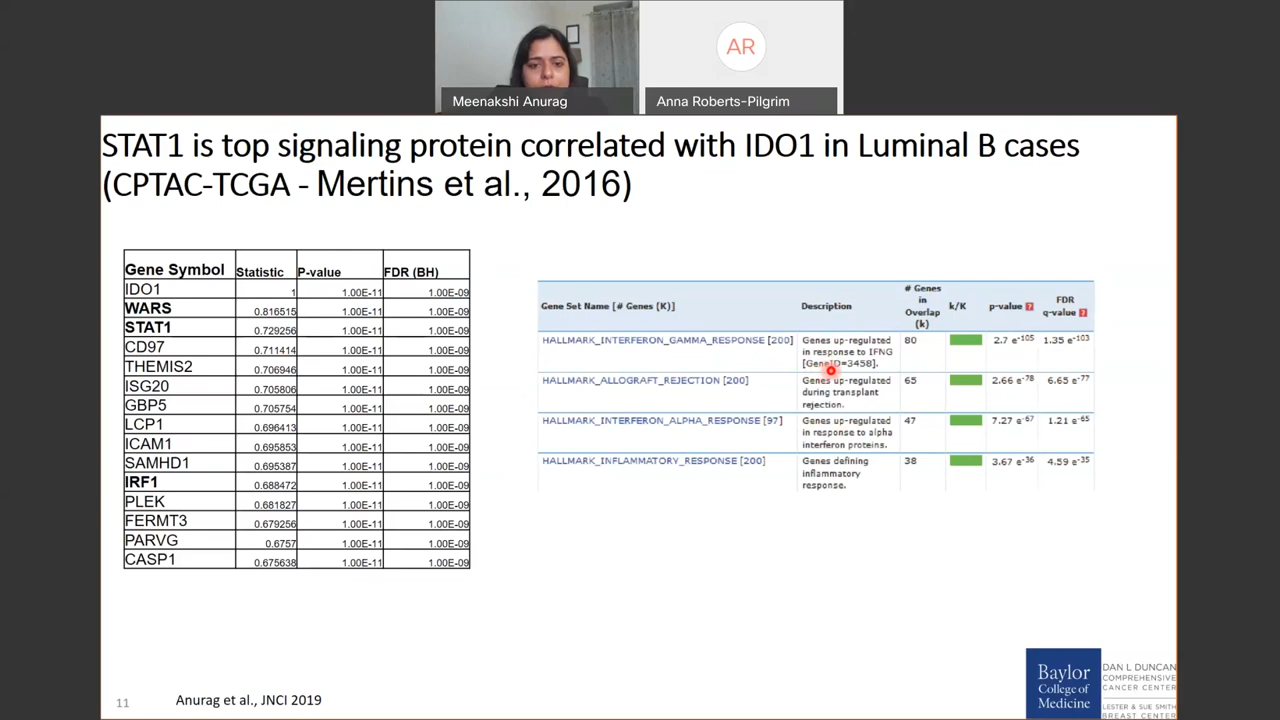 AR
Meenakshi Anurag
Anna Roberts-Pilgrim
STAT1 is top signaling protein correlated with IDO1 in Luminal B cases
(CPTAC-TCGA - Mertins et al., 2016)
Gene Symbol Statistic P-value FDR (BH)
IDO1 1 1.00E-11 1.00E-09
WARS 0.816515 1.00E-11 1.00E-09
STAT1 0.729256 1.00E-11 1.00E-09
CD97 0.711414 1.00E-11 1.00E-09
THEMIS2 0.706946 1.00E-11 1.00E-09
ISG20 0.705806 1.00E-11 1.00E-09
GBP5 0.705754 1.00E-11 1.00E-09
LCP1 0.696413 1.00E-11 1.00E-09
ICAM1 0.695853 1.00E-11 1.00E-09
SAMHD1 0.695387 1.00E-11 1.00E-09
IRF1 0.688472 1.00E-11 1.00E-09
PLEK 0.681827 1.00E-11 1.00E-09
FERMT3 0.679256 1.00E-11 1.00E-09
PARVG 0.6757 1.00E-11 1.00E-09
CASP1 0.675638 1.00E-11 1.00E-09
# Genes
in
Overlap
(k)
Gene Set Name [# Genes (K)] Description k/K p-value ? FDR
q-value ?
HALLMARK_INTERFERON_GAMMA_RESPONSE [200] Genes up-regulated 80 2.7 e-105 1.35 e-103
in response to IFNG
[GeneID=3458].
HALLMARK_ALLOGRAFT_REJECTION [200] Genes up-regulated 65 2.66 e-78 6.65 e-77
during transplant
rejection.
HALLMARK_INTERFERON_ALPHA_RESPONSE [97] Genes up-regulated 47 7.27 e-67 1.21 e-65
in response to alpha
interferon proteins.
HALLMARK_INFLAMMATORY_RESPONSE [200] Genes defining 38 3.67 e-36 4.59 e-35
inflammatory
response.
11
Anurag et al., JNCI 2019
Baylor
College of
Medicine
DAN L DUNCAN
COMPREHENSIVE
CANCER CENTER
LESTER & SUE SMITH
BREAST CENTER